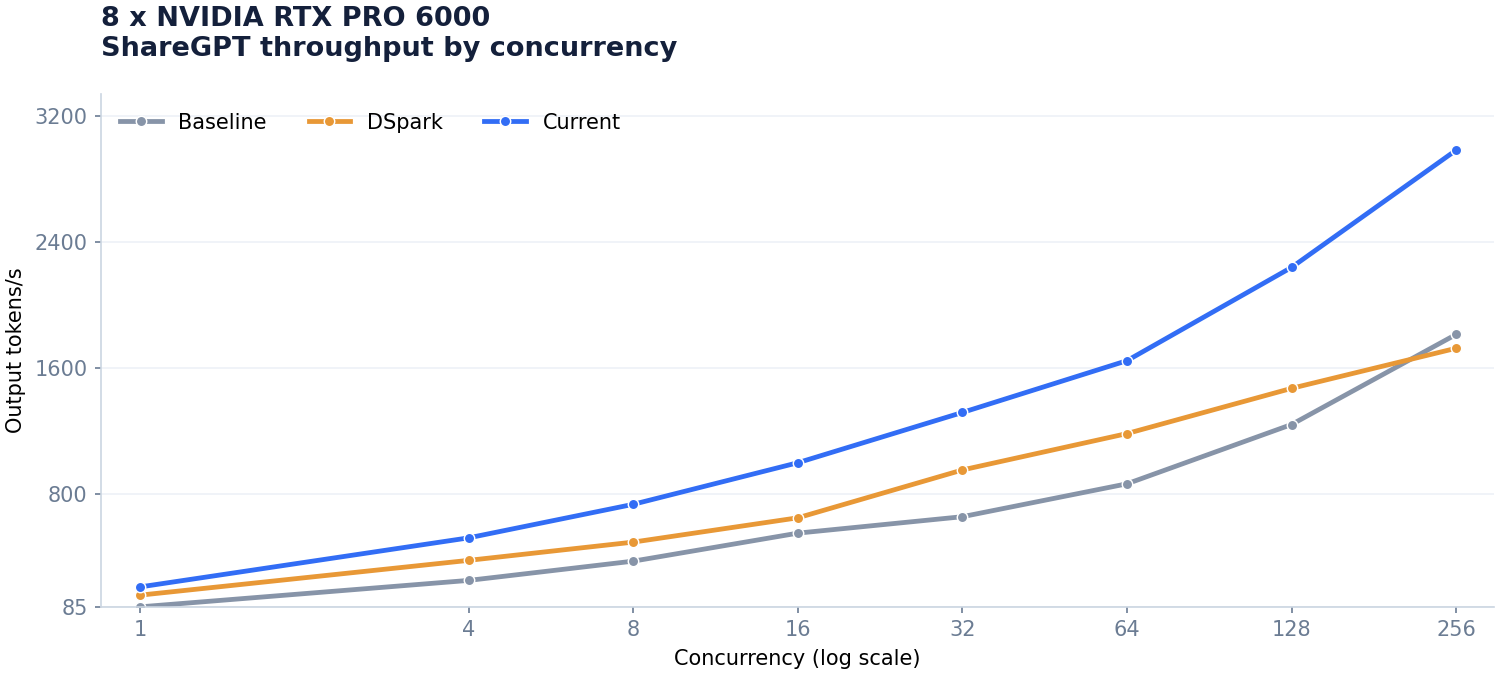 8 x NVIDIA RTX PRO 6000
ShareGPT throughput by concurrency
Baseline
DSpark
Current
Output tokens/s
3200
2400
1600
800
85
1
4
8
16
32
64
128
256
Concurrency (log scale)